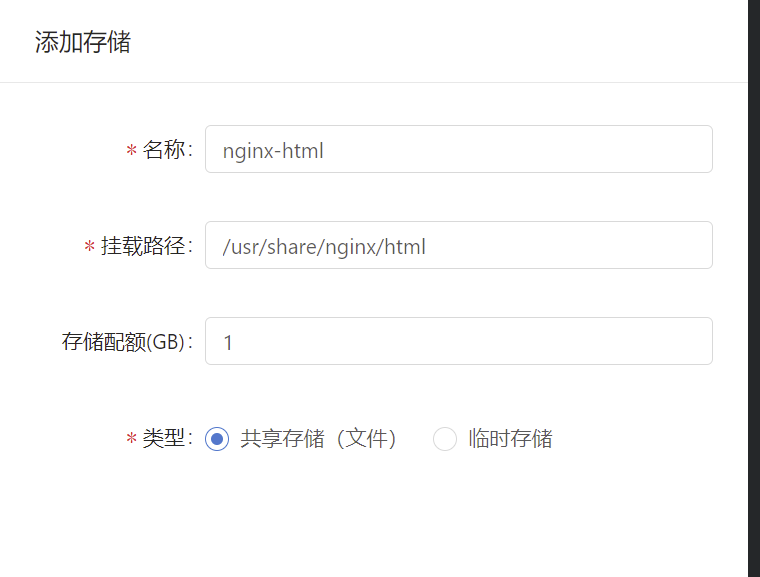 添加存储
* 名称： nginx-html
* 挂载路径： /usr/share/nginx/html
存储配额(GB)： 1
* 类型： 共享存储（文件） 临时存储